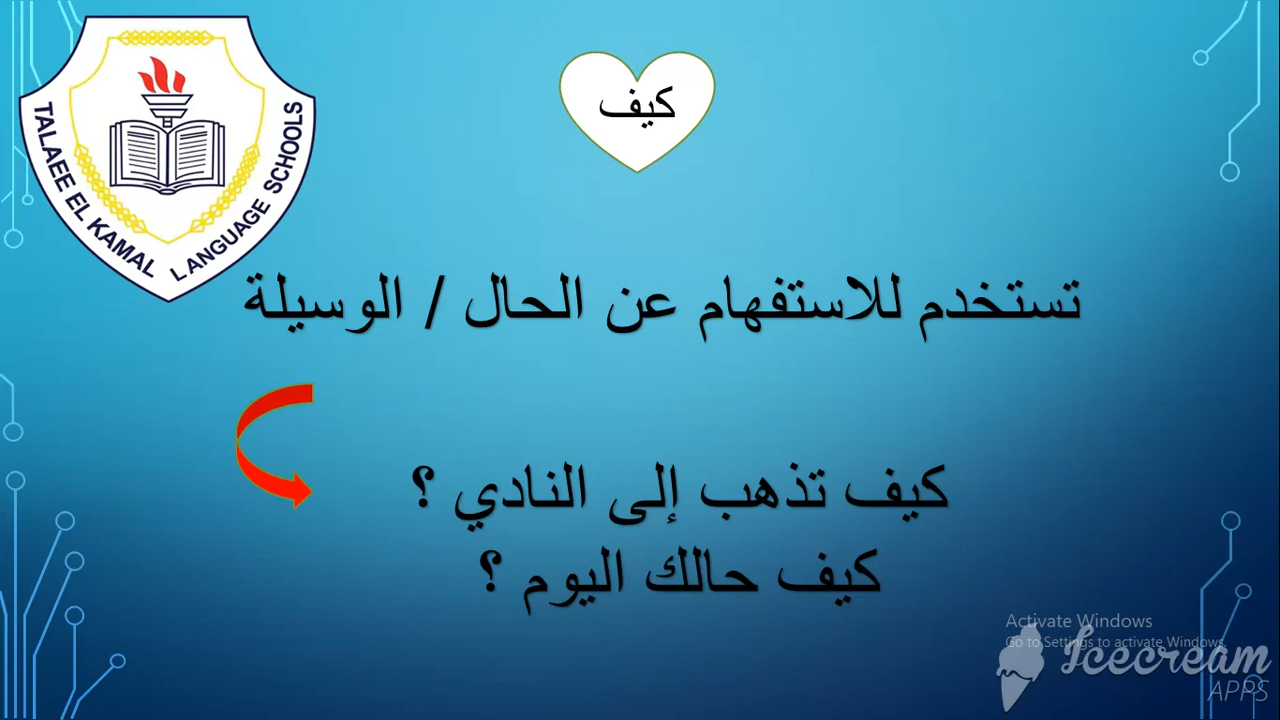 TALAEE EL KAMAL LANGUAGE SCHOOLS
كيف
تستخدم للاستفهام عن الحال / الوسيلة
كيف تذهب إلى النادي ؟
كيف حالك اليوم ؟
Activate Windows
Go to Settings to activate Windows.
Icecream
APPS